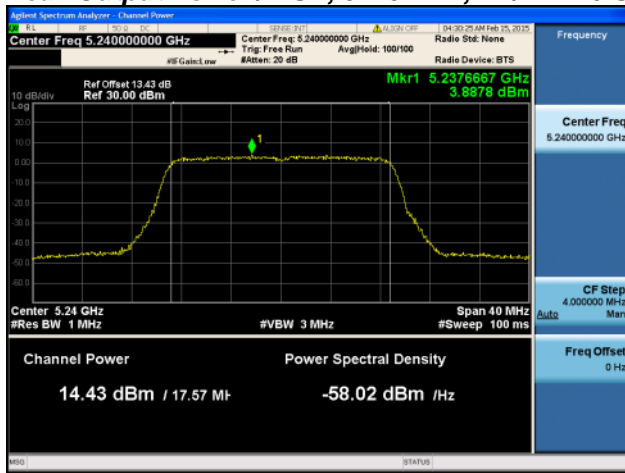 Agilent Spectrum Analyzer - Channel Power
RL RF 50 Ω DC SENSE:INT ALIGN OFF 04:30:25 AM Feb 25, 2015
Center Freq 5.240000000 GHz
Center Freq: 5.240000000 GHz
Radio Std: None
Trig: Free Run Avg|Hold: 100/100
#IFGain:Low #Atten: 20 dB Radio Device: BTS
Frequency
Mkr1 5.2376667 GHz
3.8878 dBm
Ref Offset 13.43 dB
10 dB/div Ref 30.00 dBm
Log
20.0
10.0
1
0.00
-10.0
-20.0
-30.0
-40.0
-50.0
-60.0
Center 5.24 GHz Span 40 MHz
#Res BW 1 MHz #VBW 3 MHz #Sweep 100 ms
Channel Power Power Spectral Density
14.43 dBm / 17.57 MH -58.02 dBm /Hz
Center Freq
5.240000000 GHz
CF Step
4.000000 MHz
Auto Man
Freq Offset
0 Hz
MSG STATUS